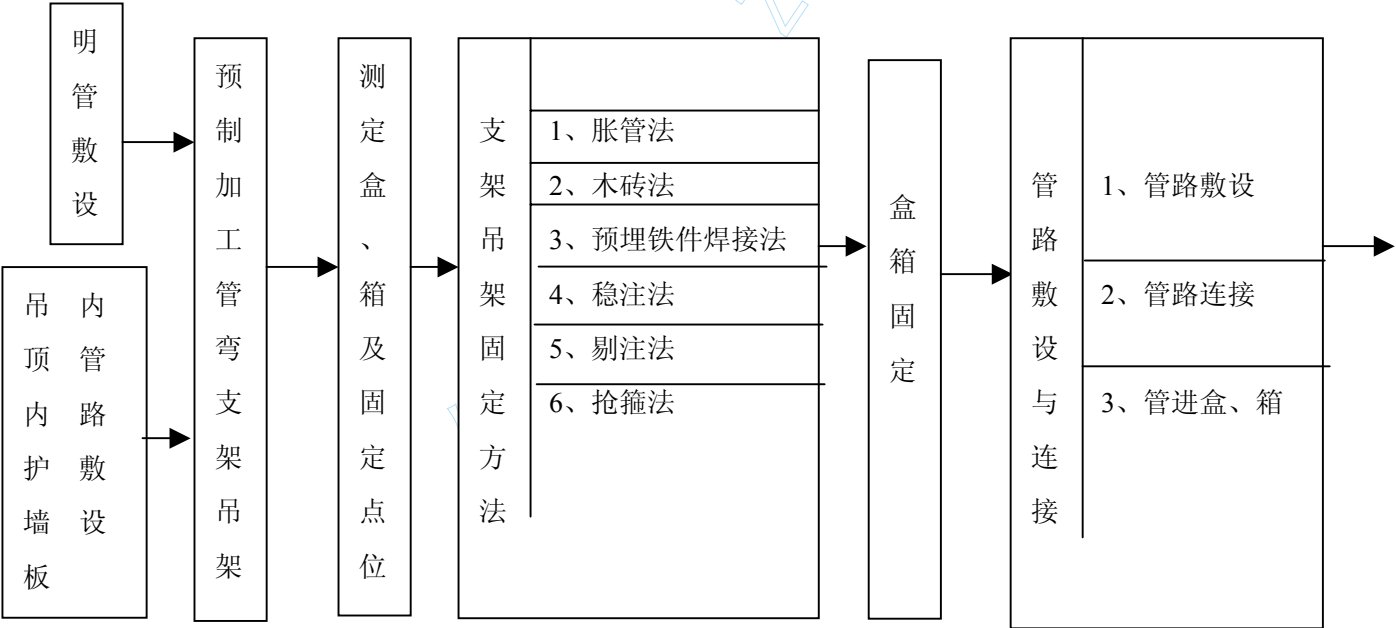 明管敷设
吊顶内护墙板
内管路敷设
预制加工管弯支架吊架
测定盒、箱及固定点位
支架吊架固定方法
1、胀管法
2、木砖法
3、预埋铁件焊接法
4、稳注法
5、剔注法
6、抢箍法
盒箱固定
管路敷设与连接
1、管路敷设
2、管路连接
3、管进盒、箱